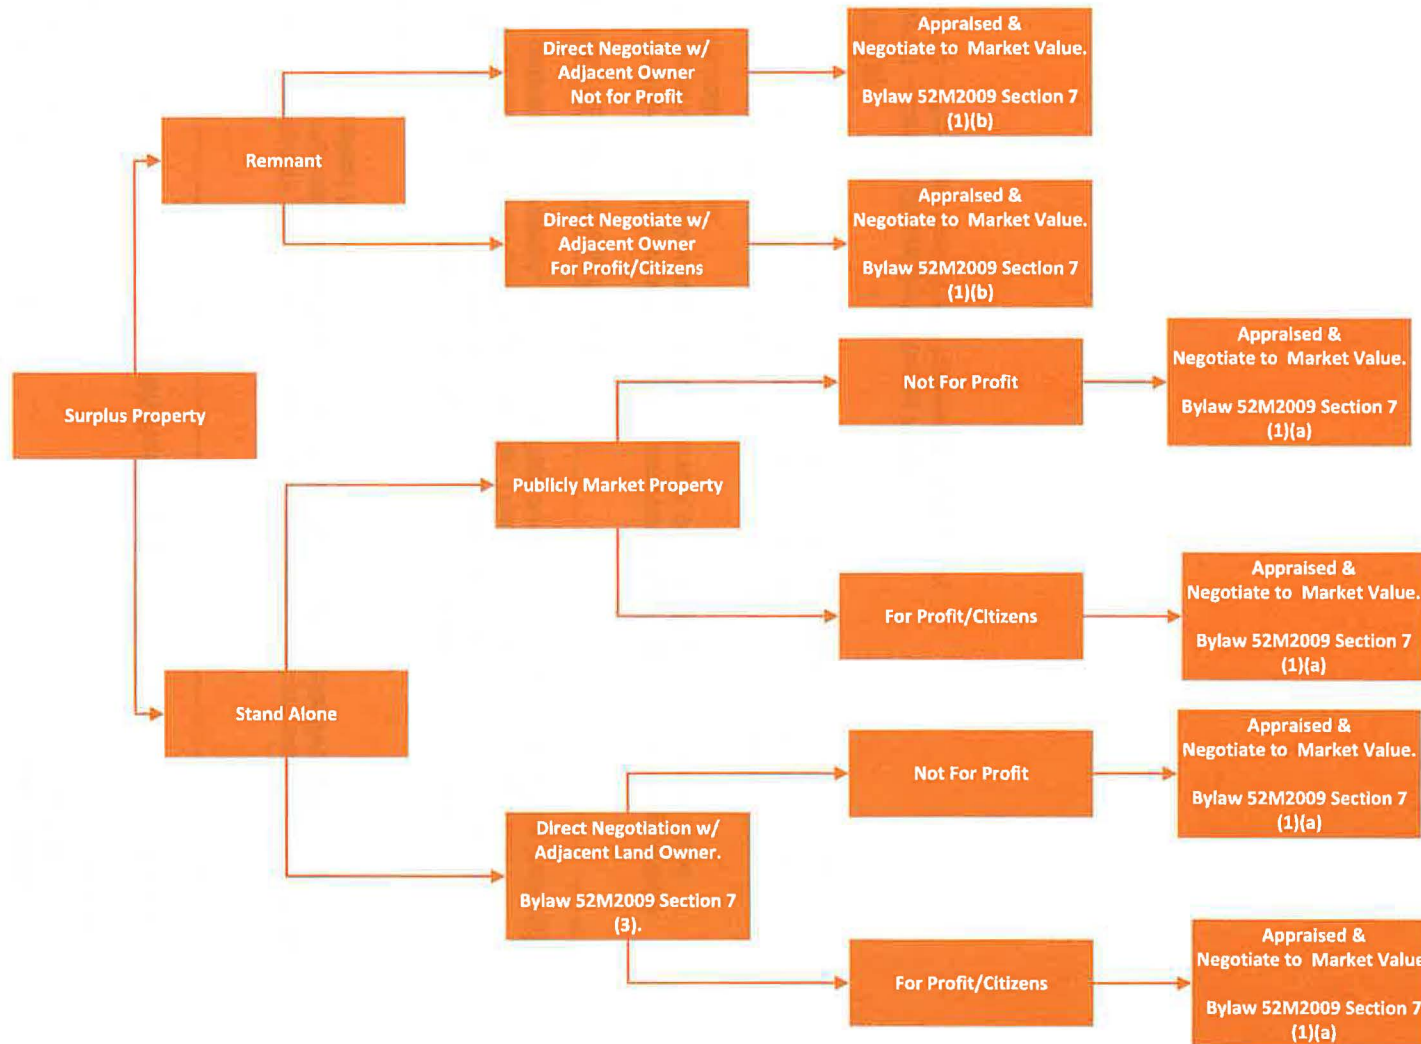 Direct Negotiate w/
Adjacent Owner
Not for Profit
Appraised &
Negotiate to Market Value.
Bylaw 52M2009 Section 7
(1)(b)
Remnant
Direct Negotiate w/
Adjacent Owner
For Profit/Citizens
Appraised &
Negotiate to Market Value.
Bylaw 52M2009 Section 7
(1)(b)
Surplus Property
Not For Profit
Appraised &
Negotiate to Market Value.
Bylaw 52M2009 Section 7
(1)(a)
Publicly Market Property
For Profit/Citizens
Appraised &
Negotiate to Market Value.
Bylaw 52M2009 Section 7
(1)(a)
Stand Alone
Not For Profit
Appraised &
Negotiate to Market Value.
Bylaw 52M2009 Section 7
(1)(a)
Direct Negotiation w/
Adjacent Land Owner.
Bylaw 52M2009 Section 7
(3).
For Profit/Citizens
Appraised &
Negotiate to Market Value
Bylaw 52M2009 Section 7
(1)(a)